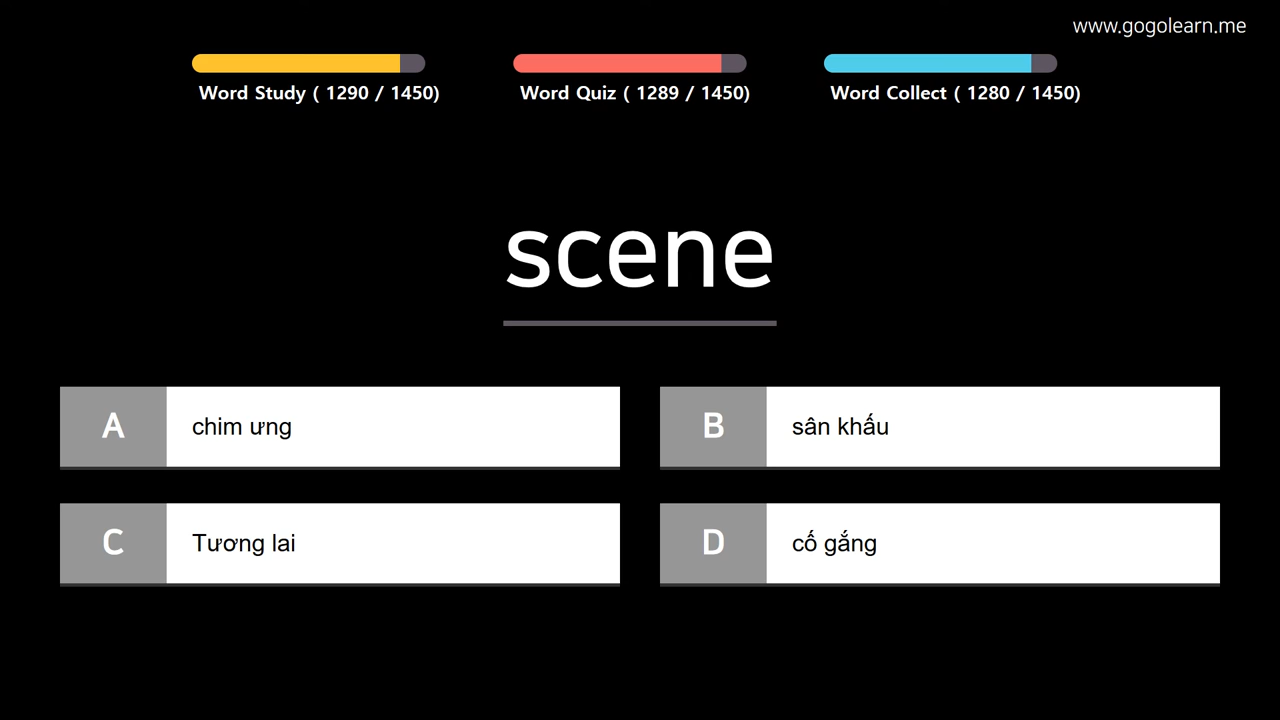 www.gogolearn.me
Word Study ( 1290 / 1450)
Word Quiz ( 1289 / 1450)
Word Collect ( 1280 / 1450)
scene
A chim ưng
B sân khấu
C Tương lai
D cố gắng